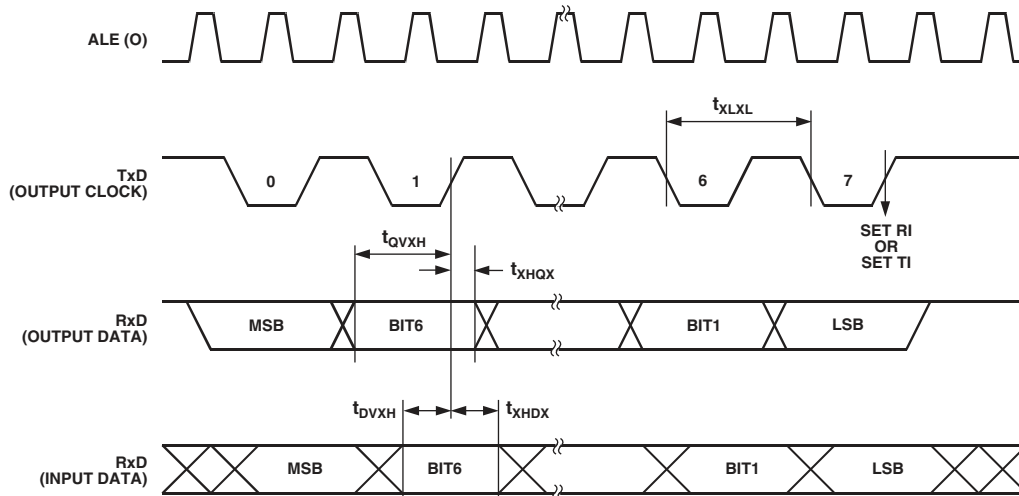 ALE (O)
t_XLXL
TxD
(OUTPUT CLOCK)
0
1
6
7
SET RI
OR
SET TI
t_QVXH
t_XHQX
RxD
(OUTPUT DATA)
MSB
BIT6
BIT1
LSB
t_DVXH
t_XHDX
RxD
(INPUT DATA)
MSB
BIT6
BIT1
LSB